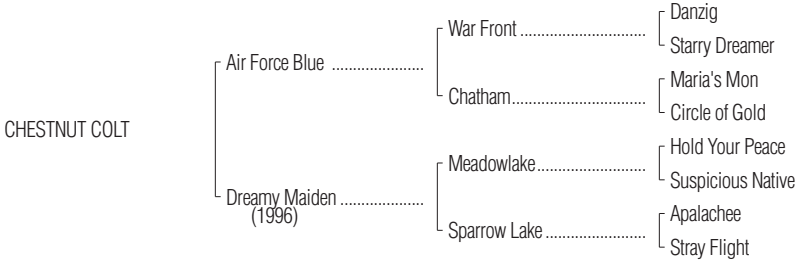 Danzig
War Front ..............................
Starry Dreamer
Air Force Blue ......................
Maria's Mon
Chatham................................
Circle of Gold
CHESTNUT COLT
Hold Your Peace
Meadowlake..........................
Suspicious Native
Dreamy Maiden ....................
(1996)
Apalachee
Sparrow Lake ........................
Stray Flight